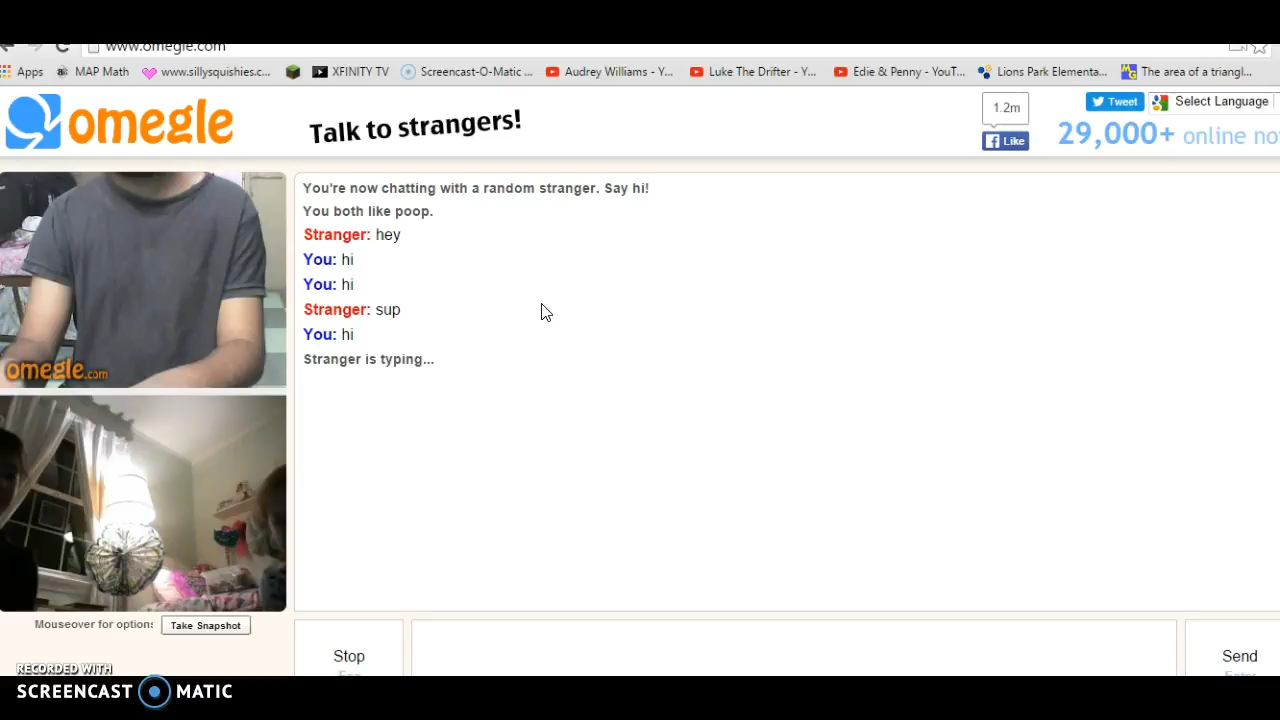 www.omegle.com
Apps MAP Math www.sillysquishies.c... XFINITY TV Screencast-O-Matic ... Audrey Williams - Y... Luke The Drifter - Y... Edie & Penny - YouT... Lions Park Elementa... The area of a triangl...
omegle Talk to strangers! 1.2m Tweet Select Language
Like 29,000+ online no
You're now chatting with a random stranger. Say hi!
You both like poop.
Stranger: hey
You: hi
You: hi
Stranger: sup
You: hi
Stranger is typing...
omegle.com
Mouseover for options Take Snapshot
Stop Send
Esc Enter
RECORDED WITH
SCREENCAST MATIC